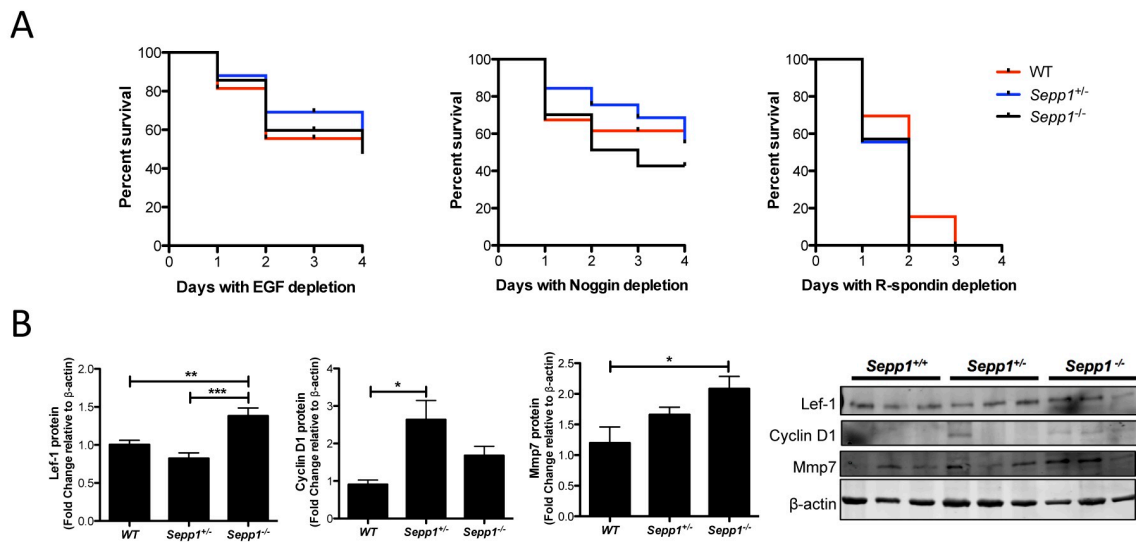 A
Percent survival
100
80
60
40
20
0
0 1 2 3 4
Days with EGF depletion
Percent survival
100
80
60
40
20
0
0 1 2 3 4
Days with Noggin depletion
Percent survival
100
80
60
40
20
0
0 1 2 3 4
Days with R-spondin depletion
WT
Sepp1+/-
Sepp1-/-
B
Lef-1 protein
(Fold Change relative to β-actin)
2.0
1.5
1.0
0.5
0.0
**
***
WT Sepp1+/- Sepp1-/-
Cyclin D1 protein
(Fold Change relative to β-actin)
4
3
2
1
0
*
WT Sepp1+/- Sepp1-/-
Mmp7 protein
(Fold Change relative to β-actin)
2.5
2.0
1.5
1.0
0.5
0.0
*
WT Sepp1+/- Sepp1-/-
Sepp1+/+ Sepp1+/- Sepp1-/-
Lef-1
Cyclin D1
Mmp7
β-actin